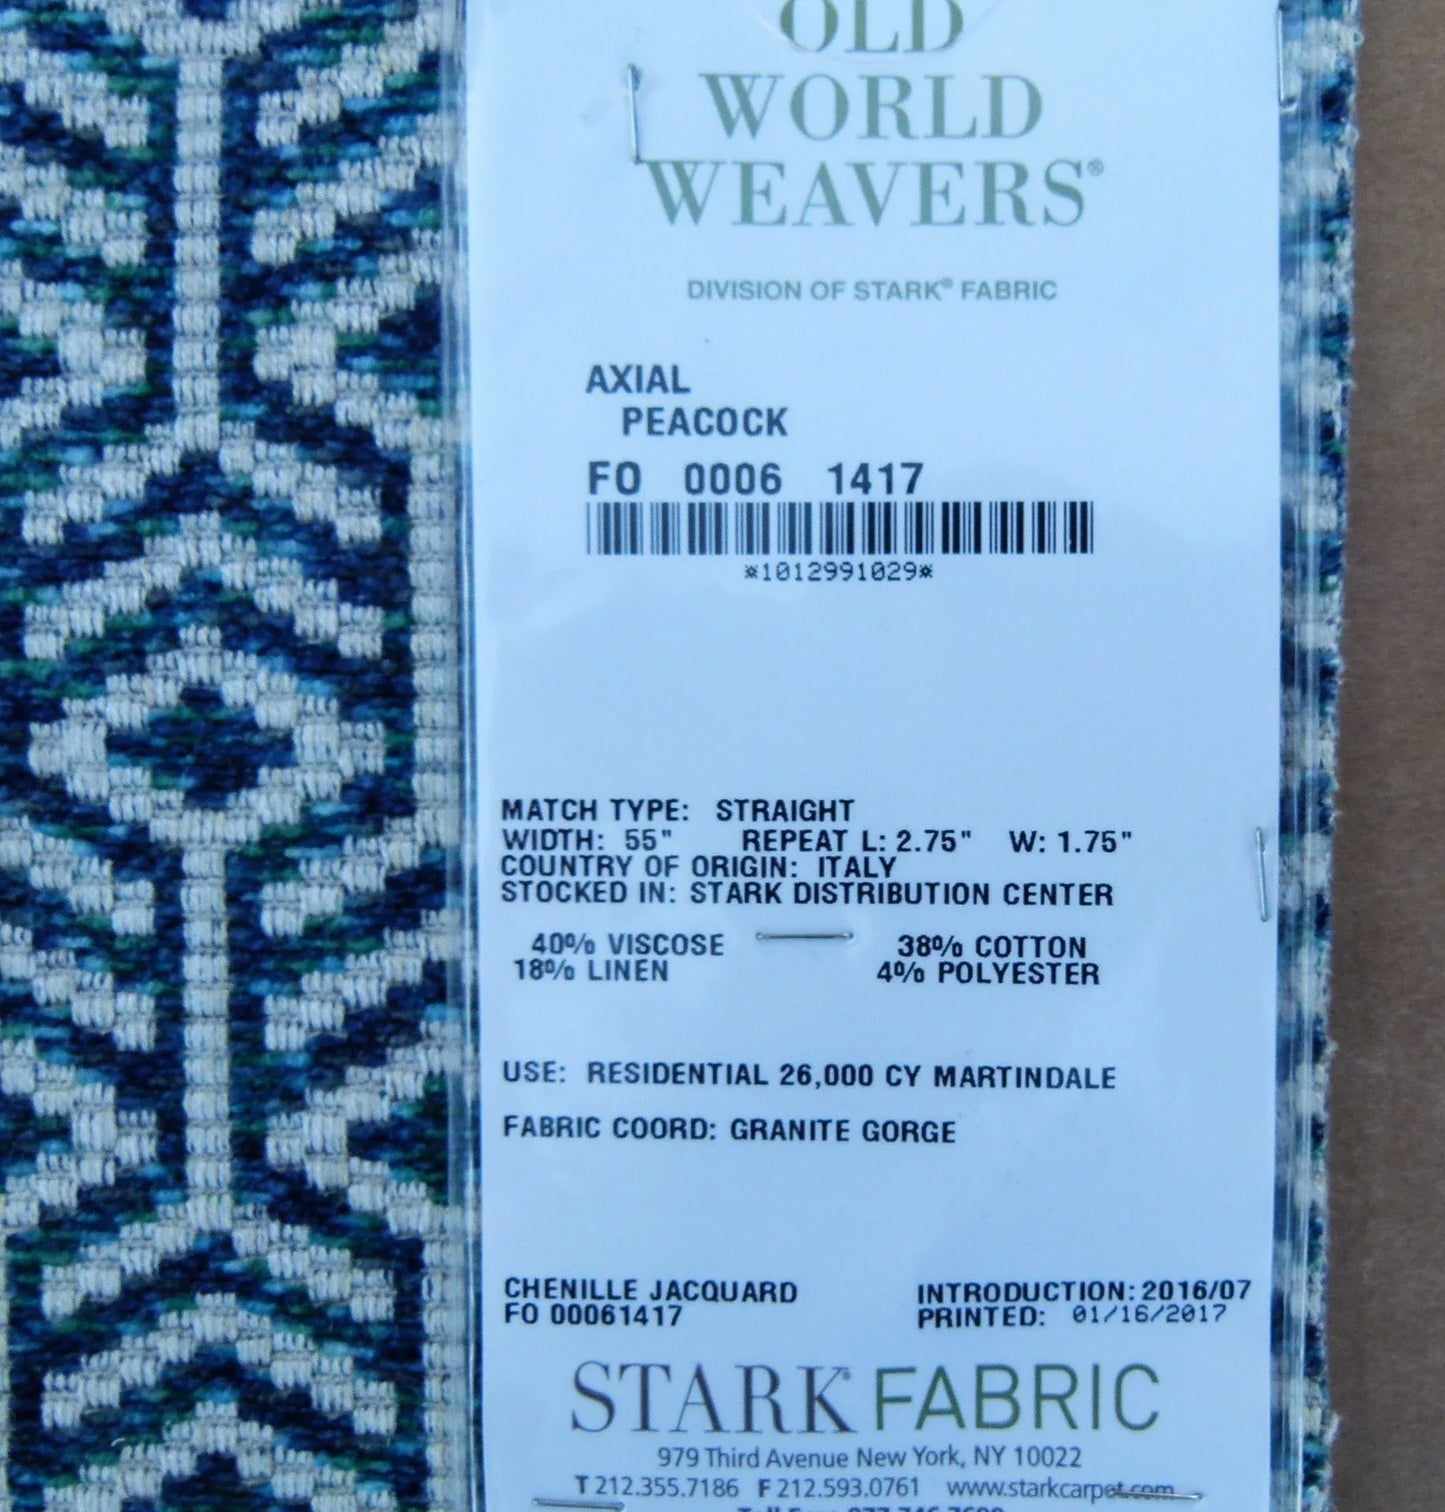 OLD
WORLD
WEAVERS®
DIVISION OF STARK® FABRIC
AXIAL
PEACOCK
FO 0006 1417
*1012991029*
MATCH TYPE: STRAIGHT
WIDTH: 55" REPEAT L: 2.75" W: 1.75"
COUNTRY OF ORIGIN: ITALY
STOCKED IN: STARK DISTRIBUTION CENTER
40% VISCOSE 38% COTTON
18% LINEN 4% POLYESTER
USE: RESIDENTIAL 26,000 CY MARTINDALE
FABRIC COORD: GRANITE GORGE
CHENILLE JACQUARD INTRODUCTION: 2016/07
FO 00061417 PRINTED: 01/16/2017
STARK FABRIC
979 Third Avenue New York, NY 10022
T 212.355.7186 F 212.593.0761 www.starkcarpet.com